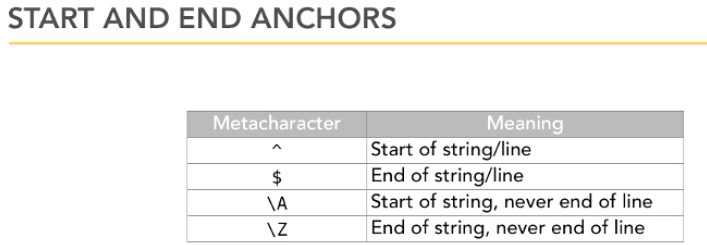 START AND END ANCHORS
Metacharacter Meaning
^ Start of string/line
$ End of string/line
\A Start of string, never end of line
\Z End of string, never end of line